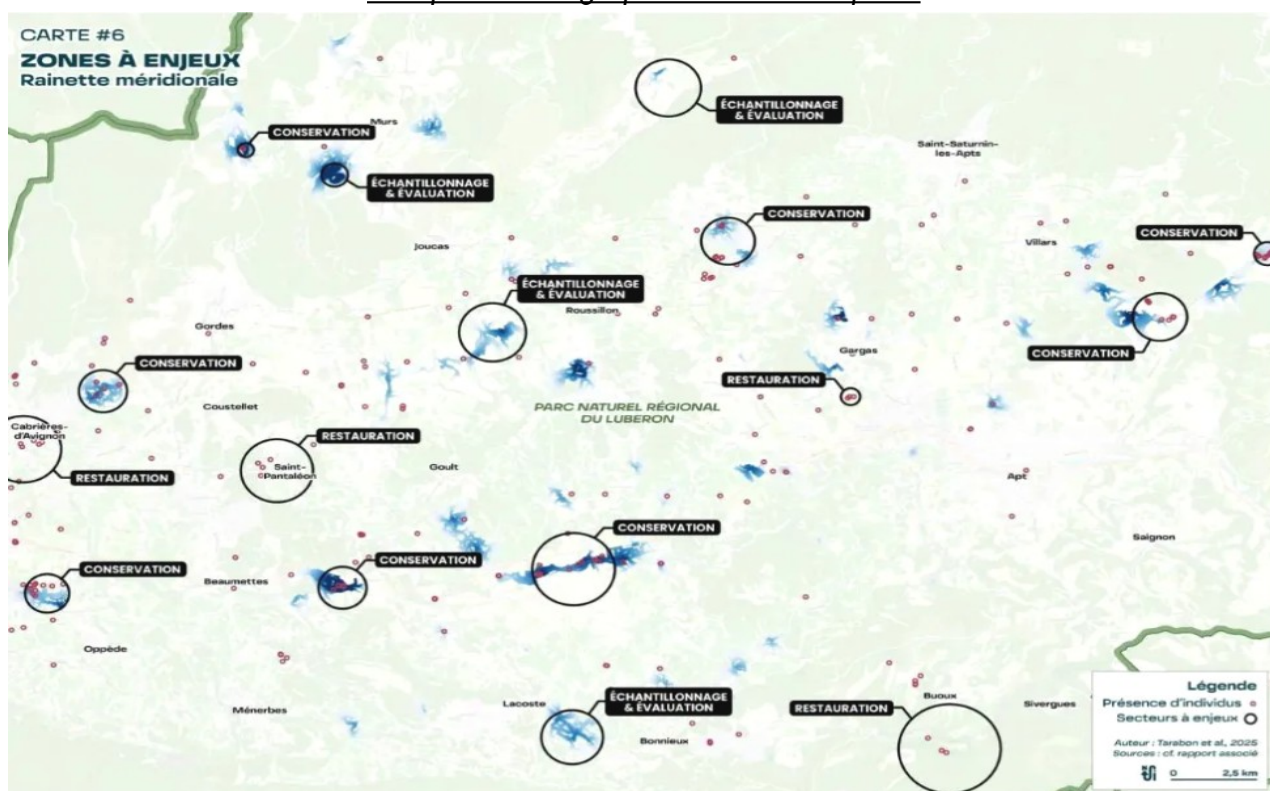 CARTE #6
ZONES À ENJEUX
Rainette méridionale
CONSERVATION
Murs
ÉCHANTILLONNAGE
& ÉVALUATION
ÉCHANTILLONNAGE
& ÉVALUATION
Saint-Saturnin-
les-Apts
CONSERVATION
Joucas
Villars
CONSERVATION
ÉCHANTILLONNAGE
& ÉVALUATION
Roussillon
Gordes
CONSERVATION
Gargas
CONSERVATION
RESTAURATION
Coustellet
PARC NATUREL RÉGIONAL
DU LUBERON
Cabrières-
d'Avignon
RESTAURATION
RESTAURATION
Saint-
Pantaléon
Goult
Apt
CONSERVATION
Saignon
CONSERVATION
Beaumettes
CONSERVATION
Oppède
Ménerbes
Lacoste
ÉCHANTILLONNAGE
& ÉVALUATION
Bonnieux
RESTAURATION
Buoux
Sivergues
Légende
Présence d'individus
Secteurs à enjeux
Auteur : Tarabon et al., 2025
Sources : cf. rapport associé
0 2,5 km